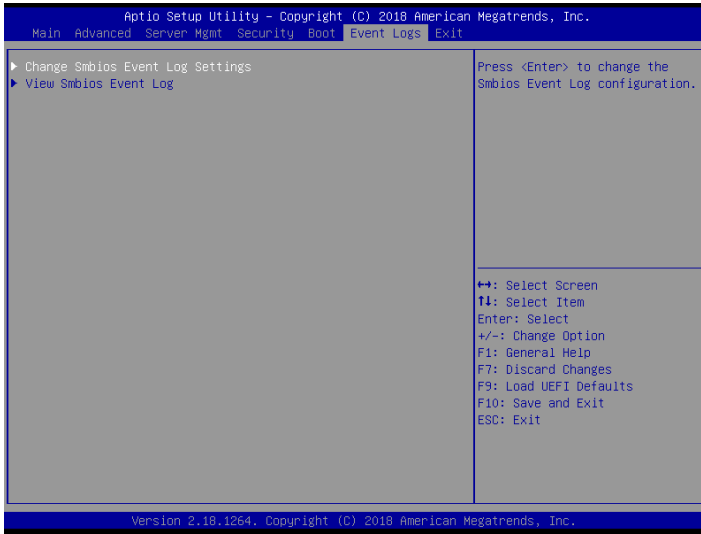 Aptio Setup Utility – Copyright (C) 2018 American Megatrends, Inc.
Main Advanced Server Mgmt Security Boot Event Logs Exit
▶ Change Smbios Event Log Settings
▶ View Smbios Event Log
Press <Enter> to change the
Smbios Event Log configuration.
↔: Select Screen
↑↓: Select Item
Enter: Select
+/-: Change Option
F1: General Help
F7: Discard Changes
F9: Load UEFI Defaults
F10: Save and Exit
ESC: Exit
Version 2.18.1264. Copyright (C) 2018 American Megatrends, Inc.